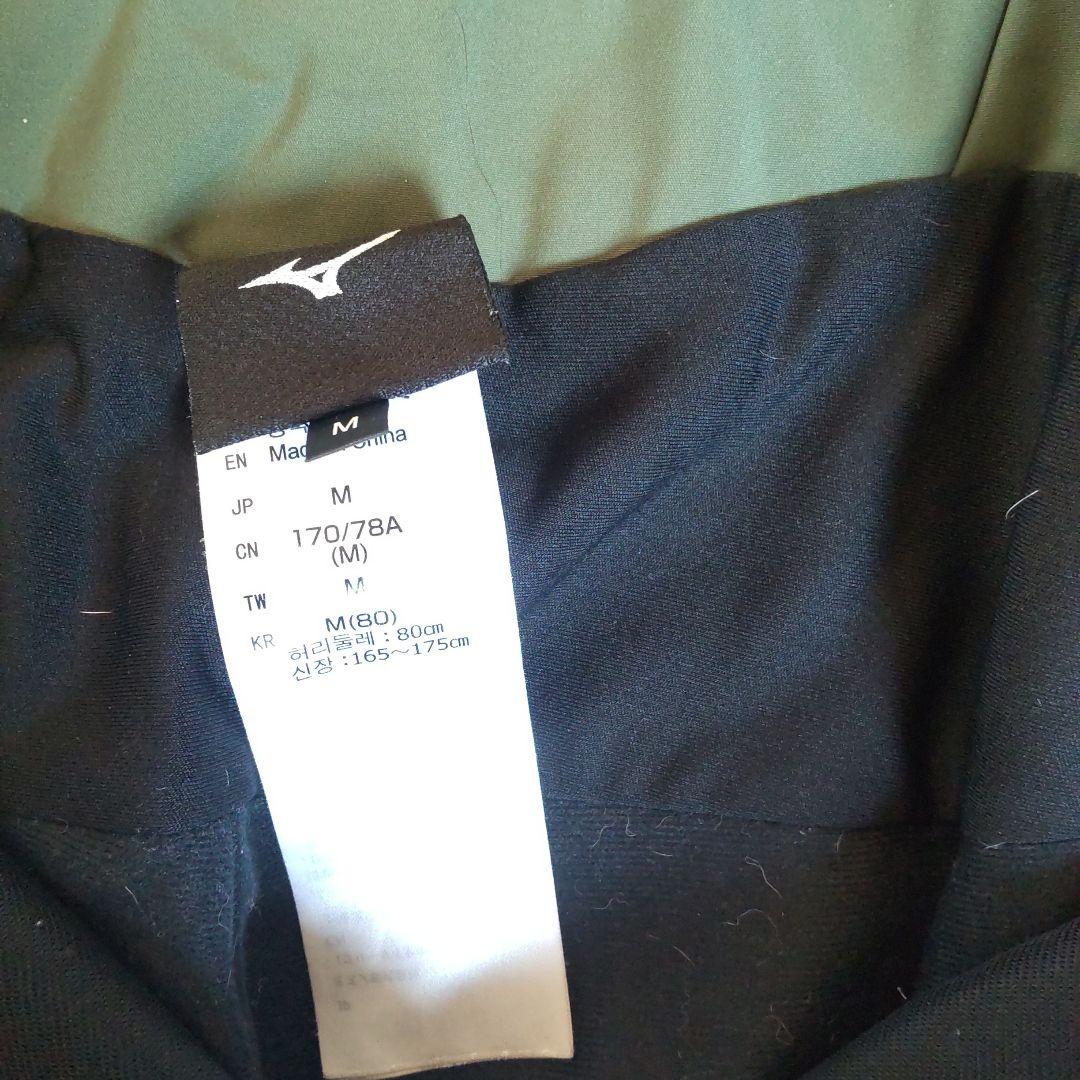 M
EN Made China
JP M
CN 170/78A
(M)
TW M
KR M(80)
허리둘레 : 80cm
신장 : 165~175cm